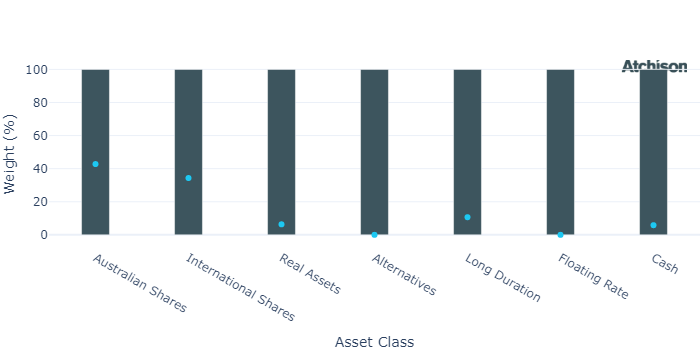 Atchison
Weight (%)
100
80
60
40
20
0
Australian Shares
International Shares
Real Assets
Alternatives
Long Duration
Floating Rate
Cash
Asset Class